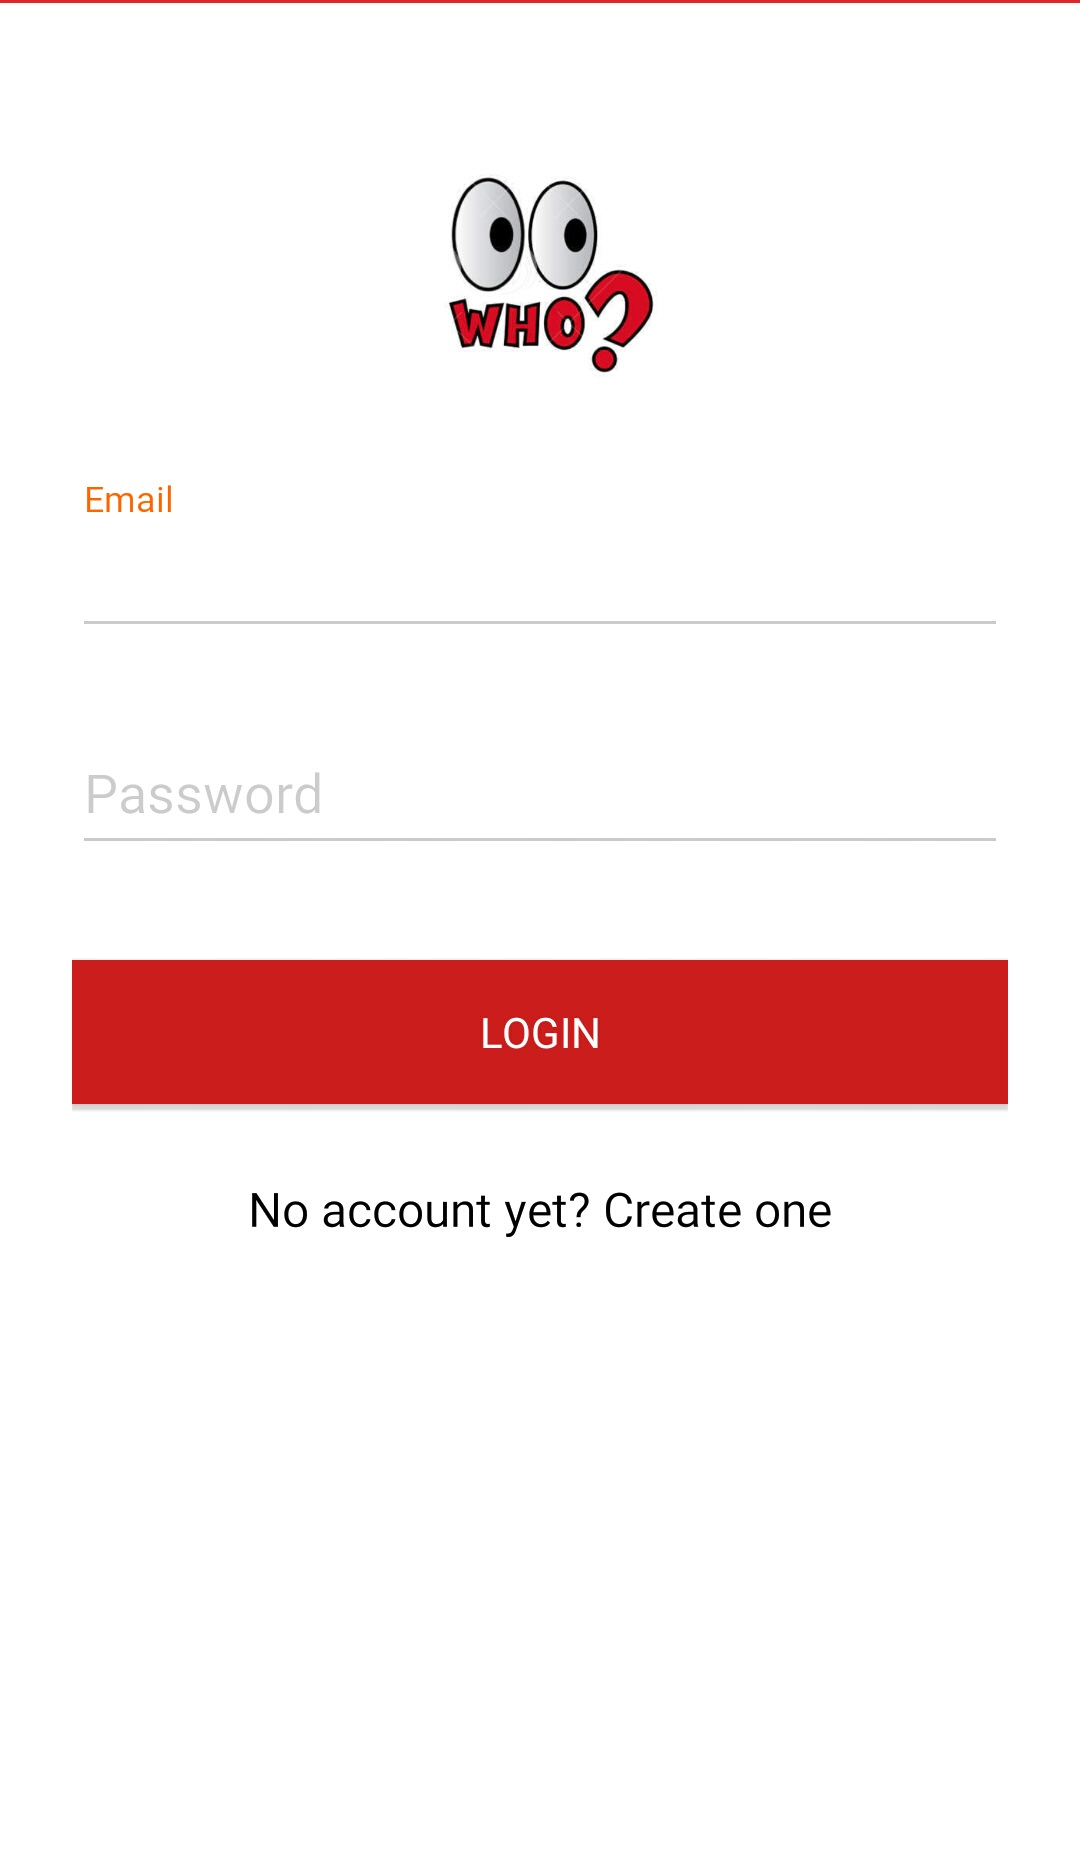 WHO?
Email
Password
LOGIN
No account yet? Create one